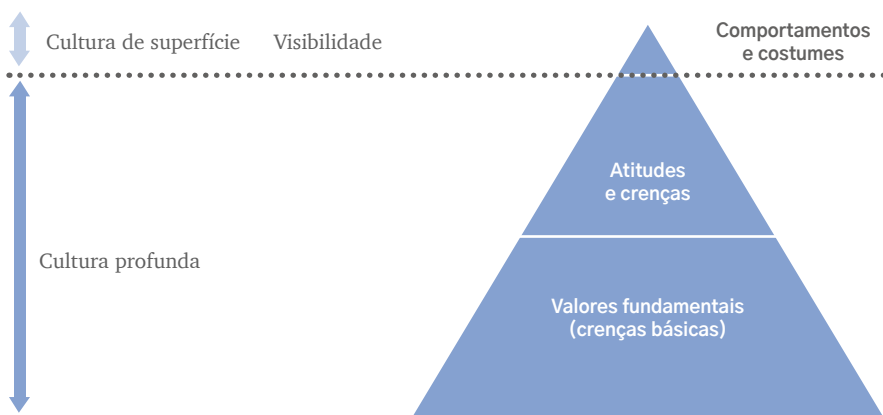 Cultura de superfície Visibilidade
Comportamentos
e costumes
Atitudes
e crenças
Cultura profunda
Valores fundamentais
(crenças básicas)